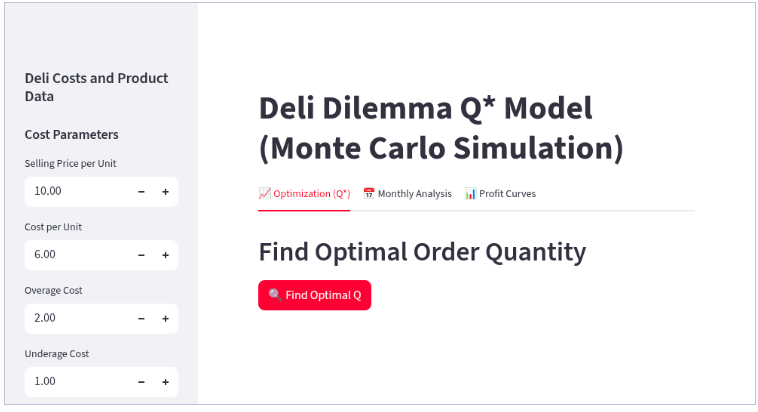 Deli Costs and Product
Data
Cost Parameters
Selling Price per Unit
10.00 − +
Cost per Unit
6.00 − +
Overage Cost
2.00 − +
Underage Cost
1.00 − +
Deli Dilemma Q* Model
(Monte Carlo Simulation)
📈 Optimization (Q*) 📅 Monthly Analysis 📊 Profit Curves
Find Optimal Order Quantity
🔍 Find Optimal Q